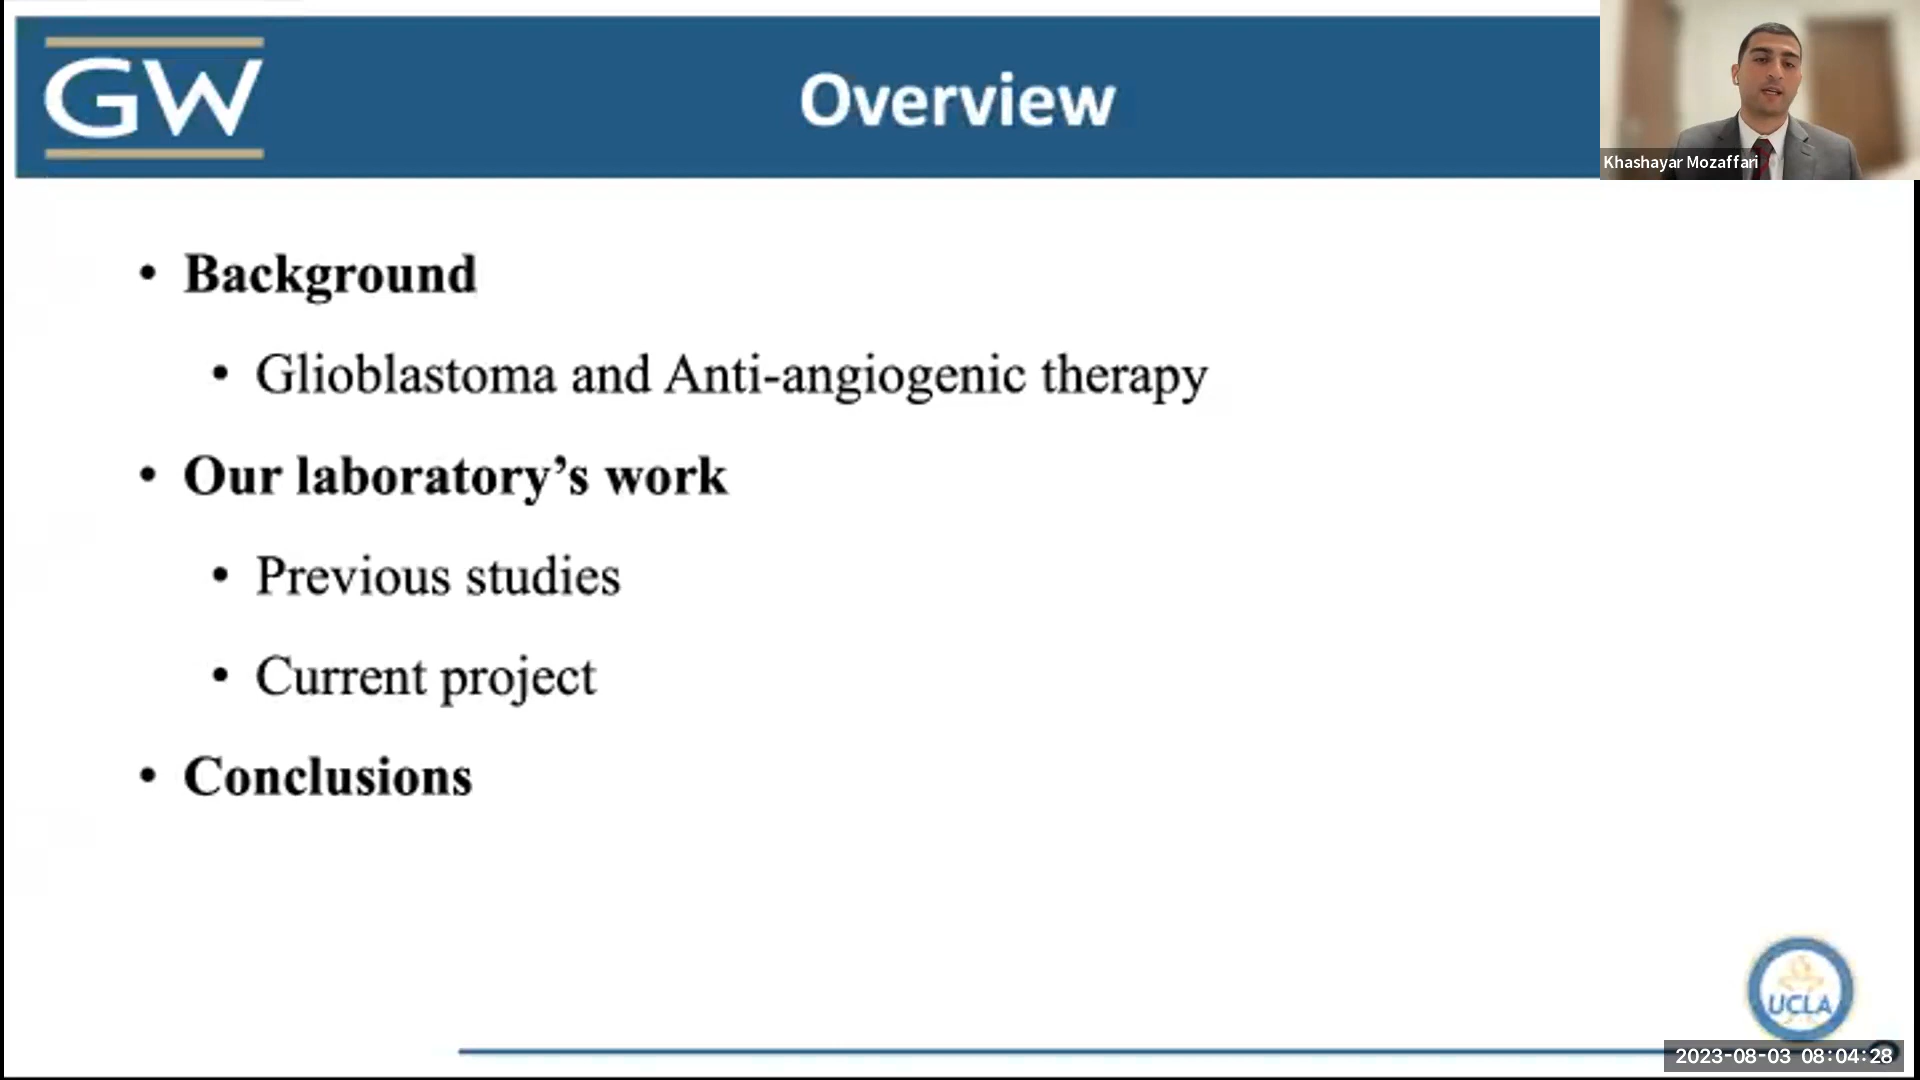 GW
Overview
Khashayar Mozaffari
• Background
• Glioblastoma and Anti-angiogenic therapy
• Our laboratory’s work
• Previous studies
• Current project
• Conclusions
UCLA
2023-08-03 08:04:28